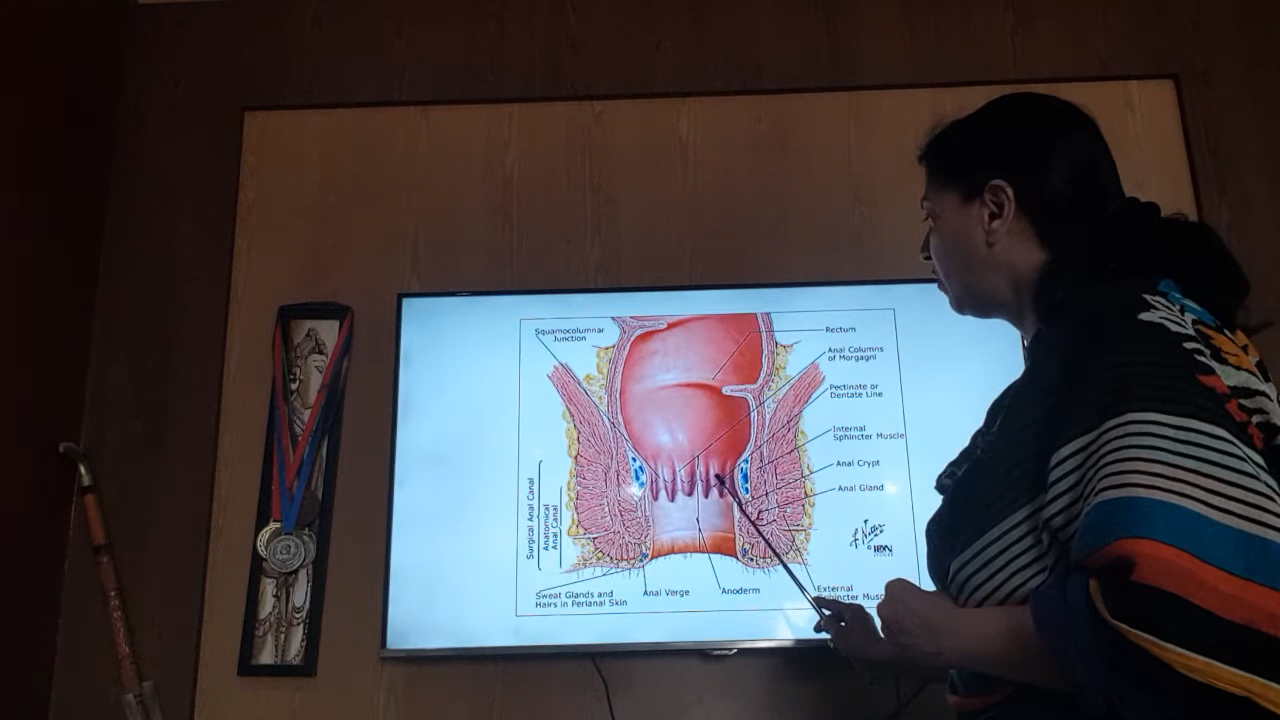 Squamocolumnar
Junction
Rectum
Anal Columns
of Morgagni
Pectinate or
Dentate Line
Internal
Sphincter Muscle
Anal Crypt
Anal Gland
Surgical Anal Canal
Anatomical
Anal Canal
Sweat Glands and
Hairs in Perianal Skin
Anal Verge
Anoderm
External
Sphincter
F. Netter